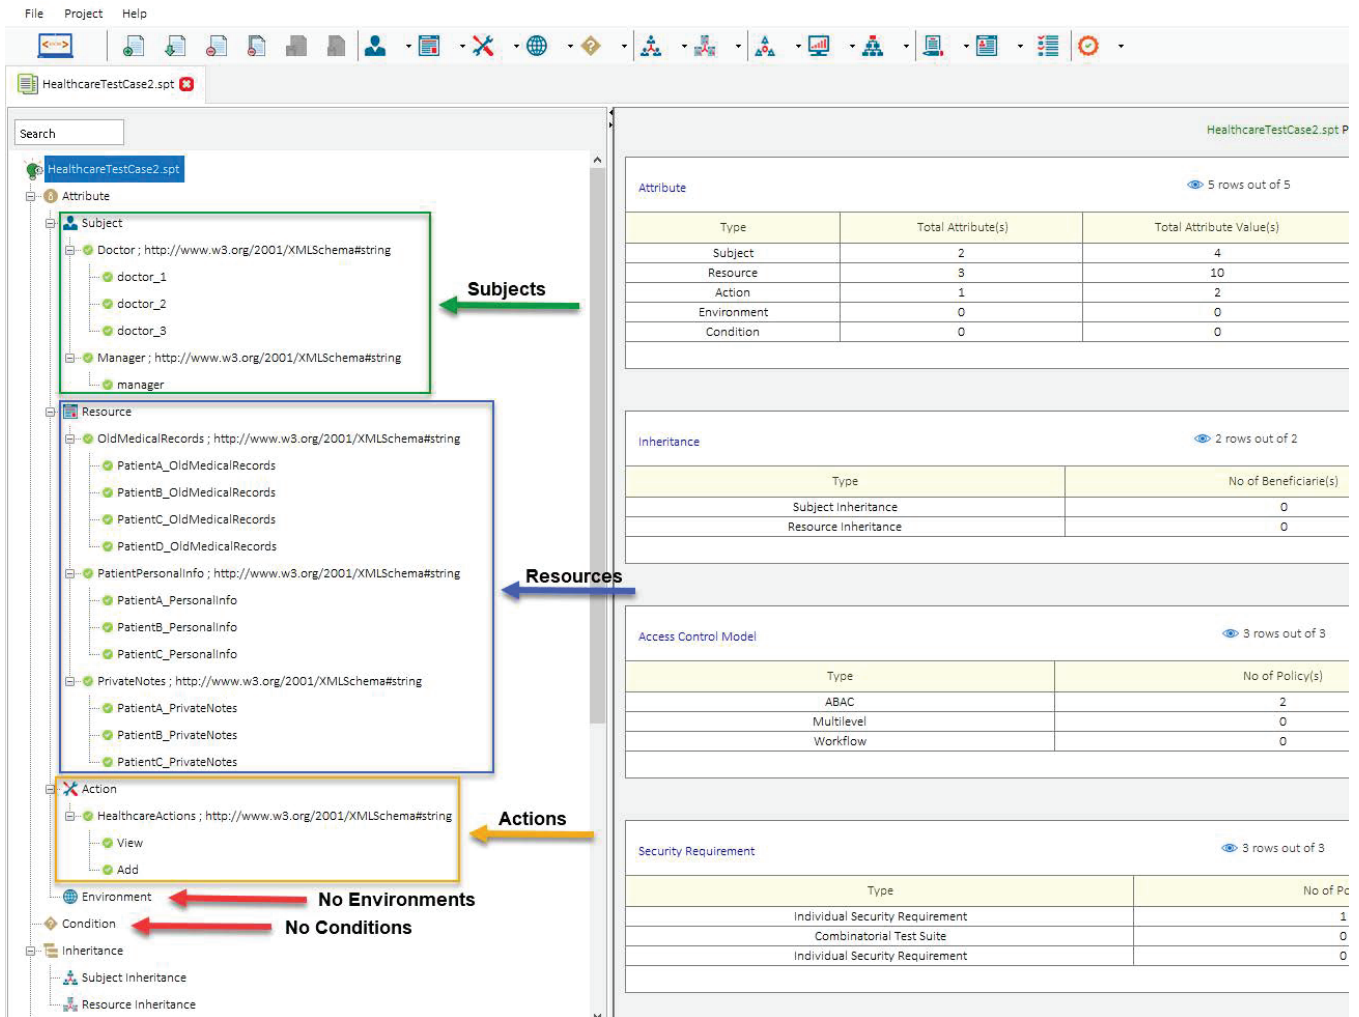 File Project Help
HealthcareTestCase2.spt
Search
HealthcareTestCase2.spt
Attribute
Subject
Doctor ; http://www.w3.org/2001/XMLSchema#string
doctor_1
doctor_2
doctor_3
Manager ; http://www.w3.org/2001/XMLSchema#string
manager
Subjects
Resource
OldMedicalRecords ; http://www.w3.org/2001/XMLSchema#string
PatientA_OldMedicalRecords
PatientB_OldMedicalRecords
PatientC_OldMedicalRecords
PatientD_OldMedicalRecords
PatientPersonalInfo ; http://www.w3.org/2001/XMLSchema#string
PatientA_PersonalInfo
PatientB_PersonalInfo
PatientC_PersonalInfo
PrivateNotes ; http://www.w3.org/2001/XMLSchema#string
PatientA_PrivateNotes
PatientB_PrivateNotes
PatientC_PrivateNotes
Resources
Action
HealthcareActions ; http://www.w3.org/2001/XMLSchema#string
View
Add
Actions
Environment
No Environments
Condition
No Conditions
Inheritance
Subject Inheritance
Resource Inheritance
HealthcareTestCase2.spt P
Attribute 5 rows out of 5
Type Total Attribute(s) Total Attribute Value(s)
Subject 2 4
Resource 3 10
Action 1 2
Environment 0 0
Condition 0 0
Inheritance 2 rows out of 2
Type No of Beneficiarie(s)
Subject Inheritance 0
Resource Inheritance 0
Access Control Model 3 rows out of 3
Type No of Policy(s)
ABAC 2
Multilevel 0
Workflow 0
Security Requirement 3 rows out of 3
Type No of Po
Individual Security Requirement 1
Combinatorial Test Suite 0
Individual Security Requirement 0